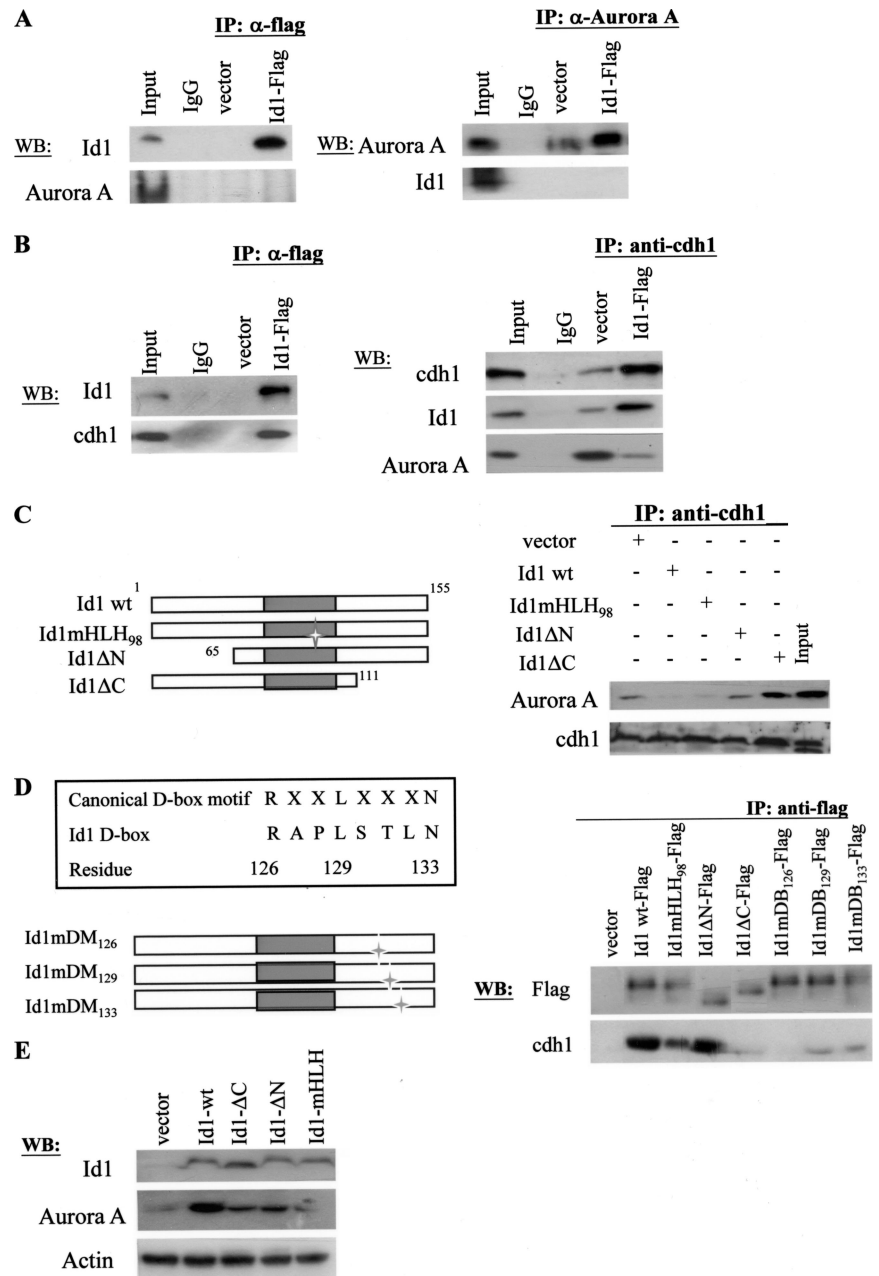 A
IP: α-flag
Input
IgG
vector
Id1-Flag
WB:
Id1
Aurora A
IP: α-Aurora A
Input
IgG
vector
Id1-Flag
WB:
Aurora A
Id1
B
IP: α-flag
Input
IgG
vector
Id1-Flag
WB:
Id1
cdh1
IP: anti-cdh1
Input
IgG
vector
Id1-Flag
WB:
cdh1
Id1
Aurora A
C
1
155
Id1 wt
Id1mHLH98
65
Id1ΔN
Id1ΔC
111
IP: anti-cdh1
vector + - - - -
Id1 wt - + - - -
Id1mHLH98 - - + - -
Id1ΔN - - - + -
Id1ΔC - - - - + Input
Aurora A
cdh1
D
Canonical D-box motif R X X L X X X N
Id1 D-box R A P L S T L N
Residue 126 129 133
Id1mDM126
Id1mDM129
Id1mDM133
IP: anti-flag
vector
Id1 wt-Flag
Id1mHLH98-Flag
Id1ΔN-Flag
Id1ΔC-Flag
Id1mDB126-Flag
Id1mDB129-Flag
Id1mDB133-Flag
WB:
Flag
cdh1
E
vector
Id1-wt
Id1-ΔC
Id1-ΔN
Id1-mHLH
WB:
Id1
Aurora A
Actin